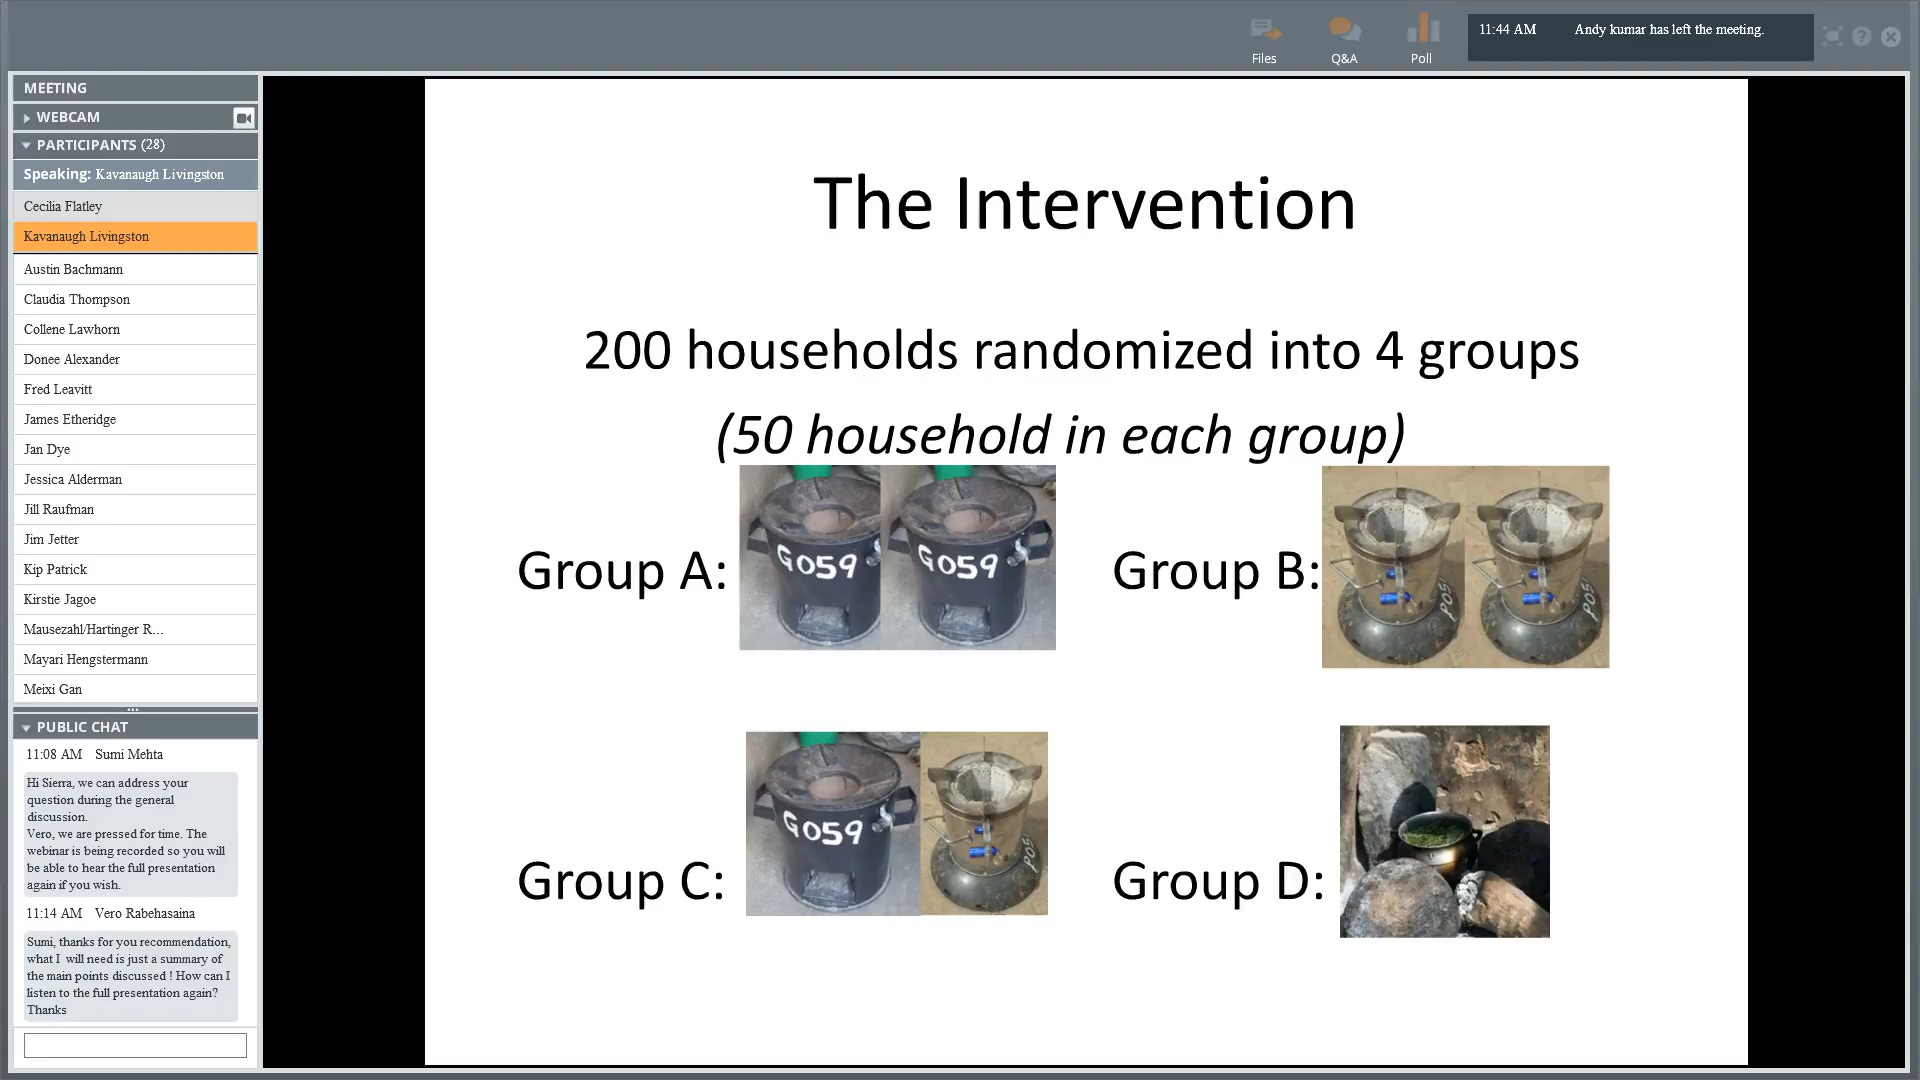 Files
Q&A
Poll
11:44 AM Andy kumar has left the meeting.
MEETING
WEBCAM
PARTICIPANTS (28)
Speaking: Kavanaugh Livingston
Cecilia Flatley
Kavanaugh Livingston
Austin Bachmann
Claudia Thompson
Collene Lawhorn
Donee Alexander
Fred Leavitt
James Etheridge
Jan Dye
Jessica Alderman
Jill Raufman
Jim Jetter
Kip Patrick
Kirstie Jagoe
Mausezahl/Hartinger R...
Mayari Hengstermann
Meixi Gan
PUBLIC CHAT
11:08 AM Sumi Mehta
Hi Sierra, we can address your
question during the general
discussion.
Vero, we are pressed for time. The
webinar is being recorded so you will
be able to hear the full presentation
again if you wish.
11:14 AM Vero Rabehasaina
Sumi, thanks for you recommendation,
what I will need is just a summary of
the main points discussed ! How can I
listen to the full presentation again?
Thanks
The Intervention
200 households randomized into 4 groups
(50 household in each group)
Group A:
G059
G059
Group B:
P05
P05
Group C:
G059
P05
Group D: